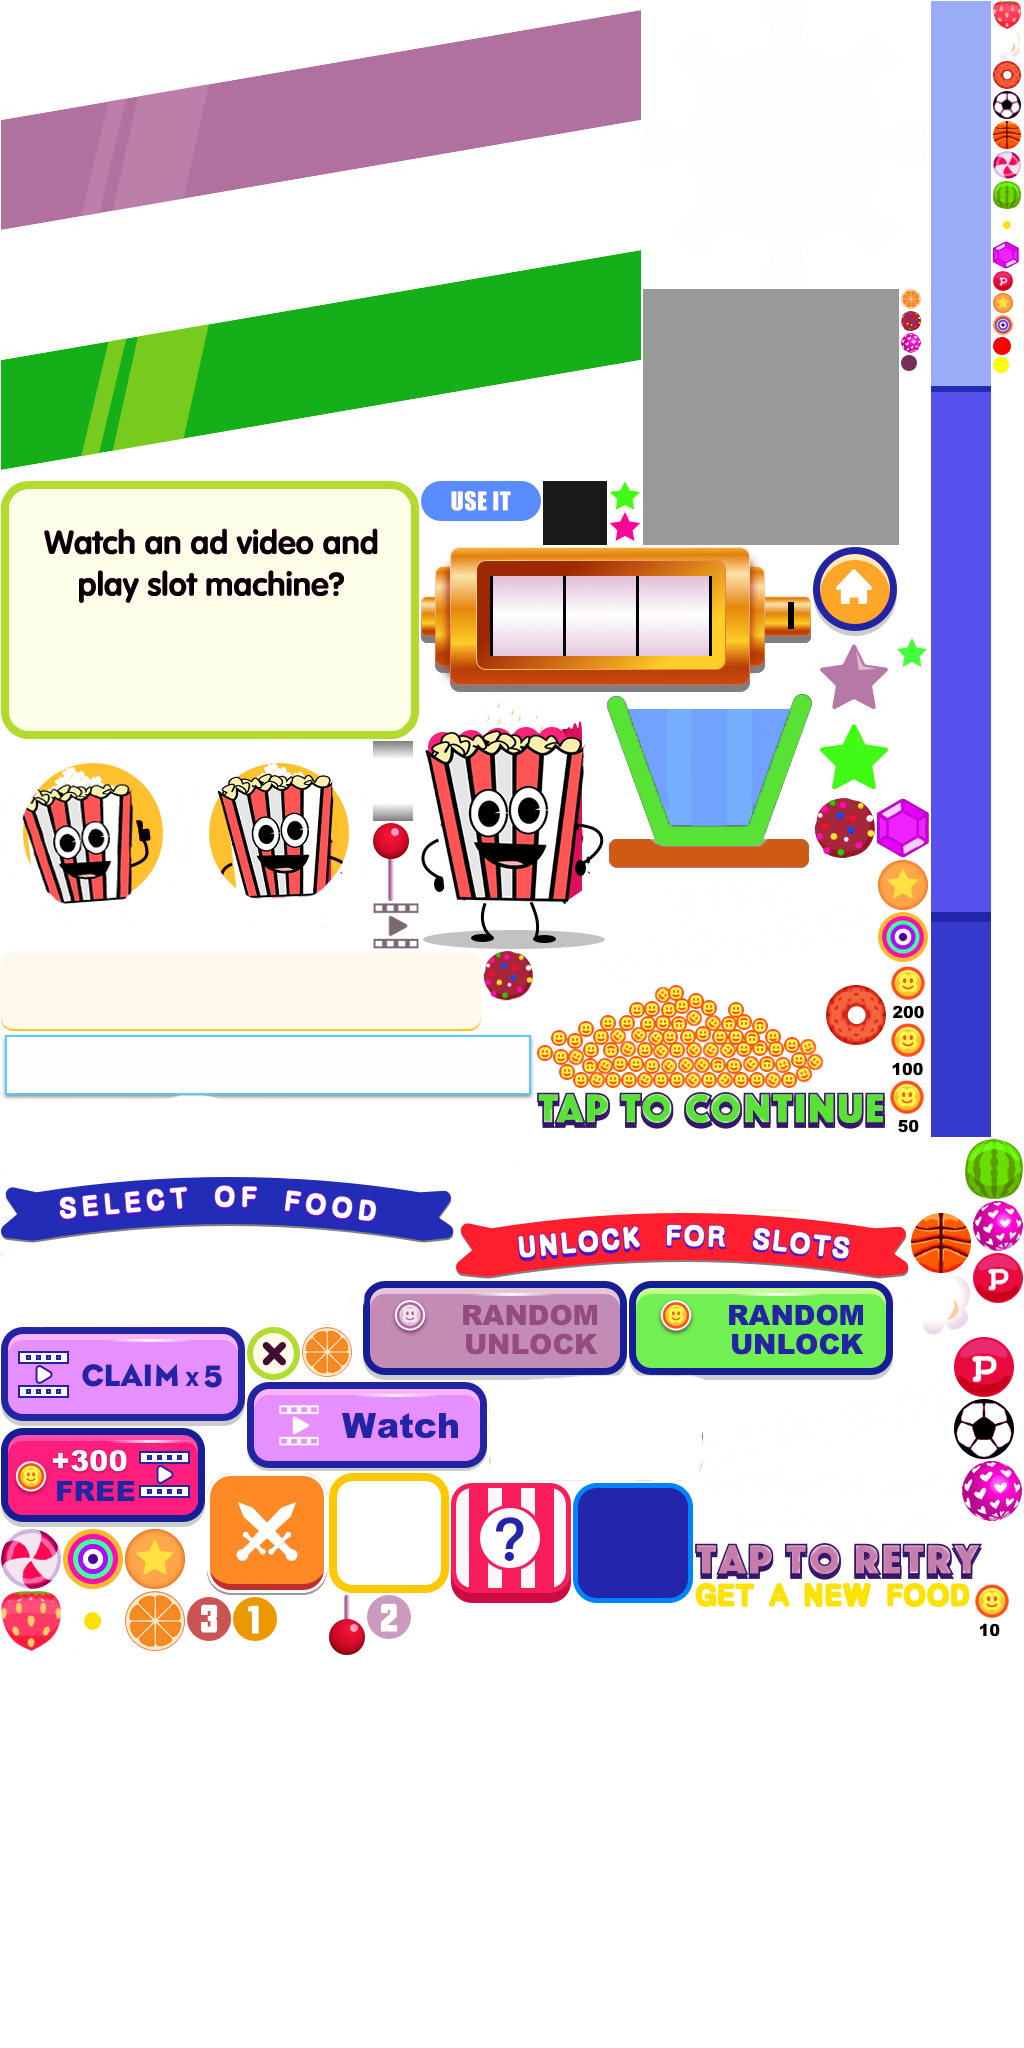 P
USE IT
Watch an ad video and
play slot machine?
200
100
50
TAP TO CONTINUE
SELECT OF FOOD
UNLOCK FOR SLOTS
P
RANDOM
UNLOCK
RANDOM
UNLOCK
P
CLAIM x 5
Watch
+300
FREE
?
TAP TO RETRY
GET A NEW FOOD
3
1
2
10